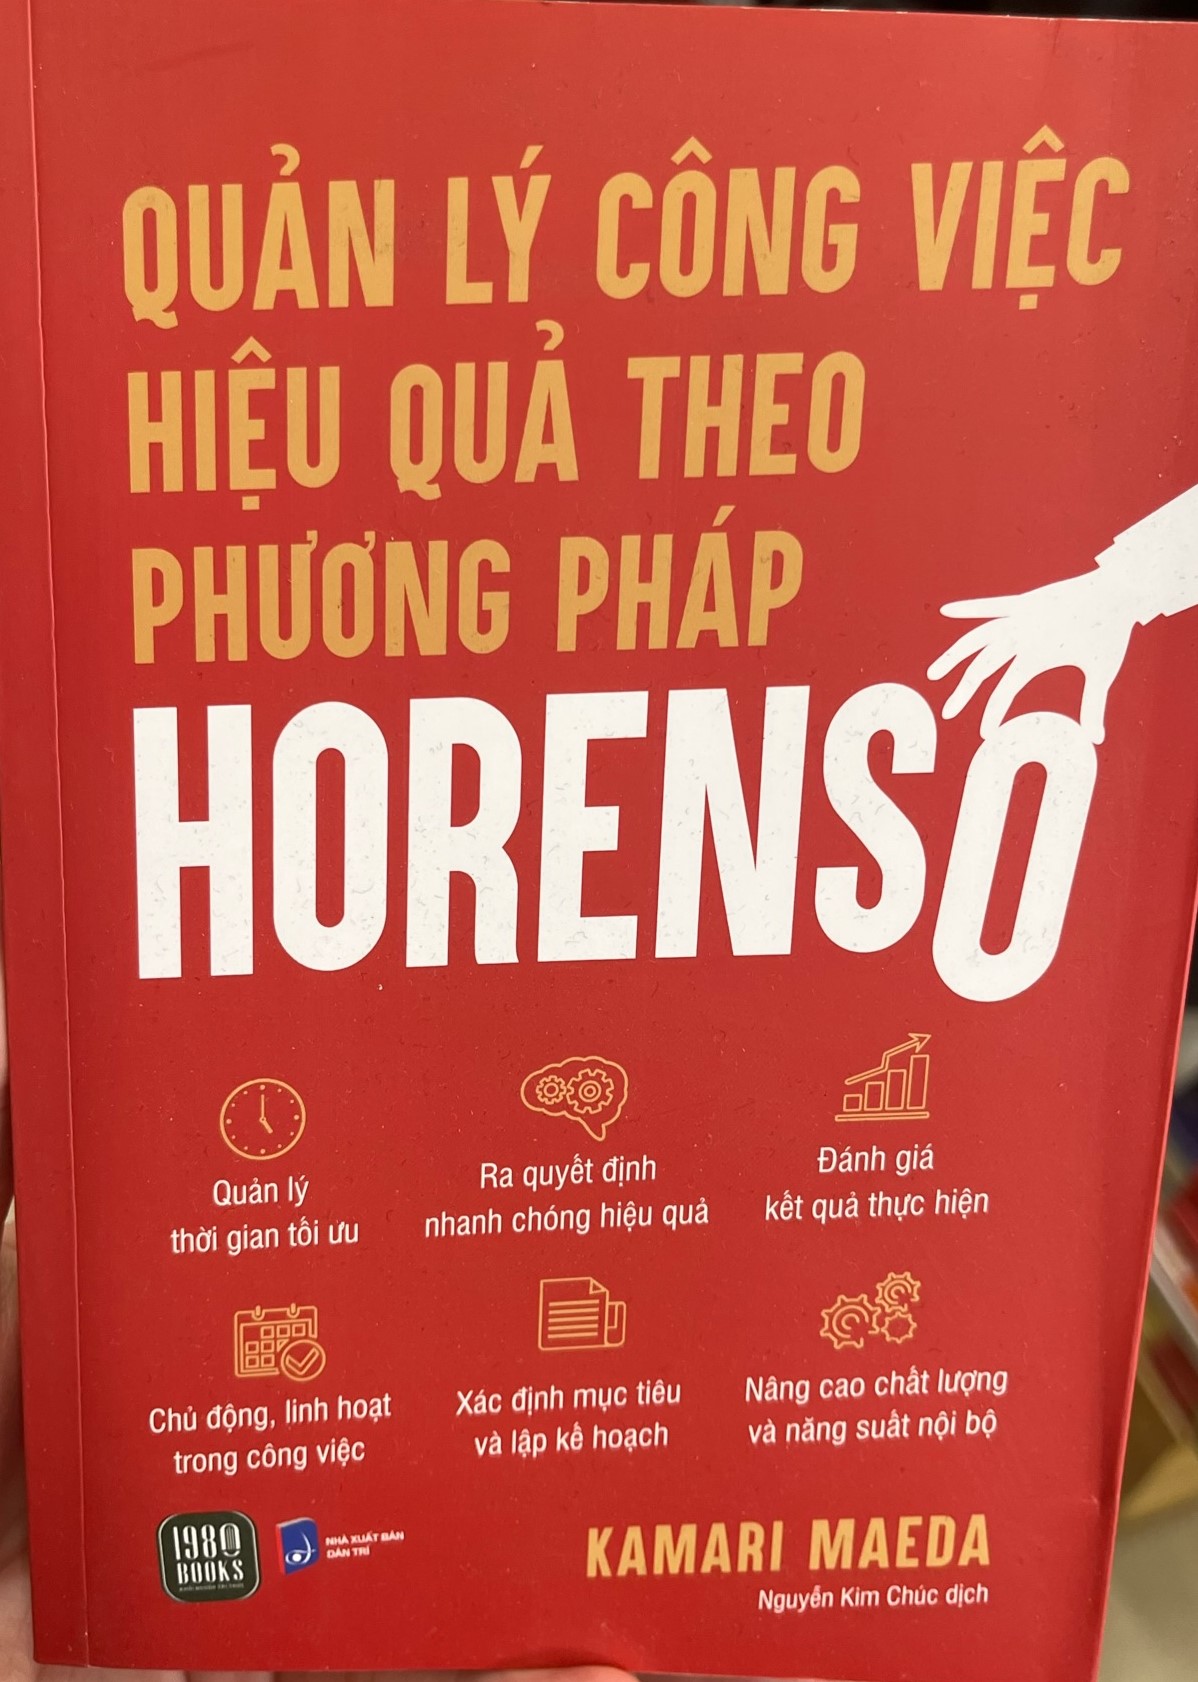 QUẢN LÝ CÔNG VIỆC
HIỆU QUẢ THEO
PHƯƠNG PHÁP
HORENSO
Quản lý
thời gian tối ưu
Ra quyết định
nhanh chóng hiệu quả
Đánh giá
kết quả thực hiện
Chủ động, linh hoạt
trong công việc
Xác định mục tiêu
và lập kế hoạch
Nâng cao chất lượng
và năng suất nội bộ
1980
BOOKS
NHÀ XUẤT BẢN
DÂN TRÍ
KAMARI MAEDA
Nguyễn Kim Chúc dịch